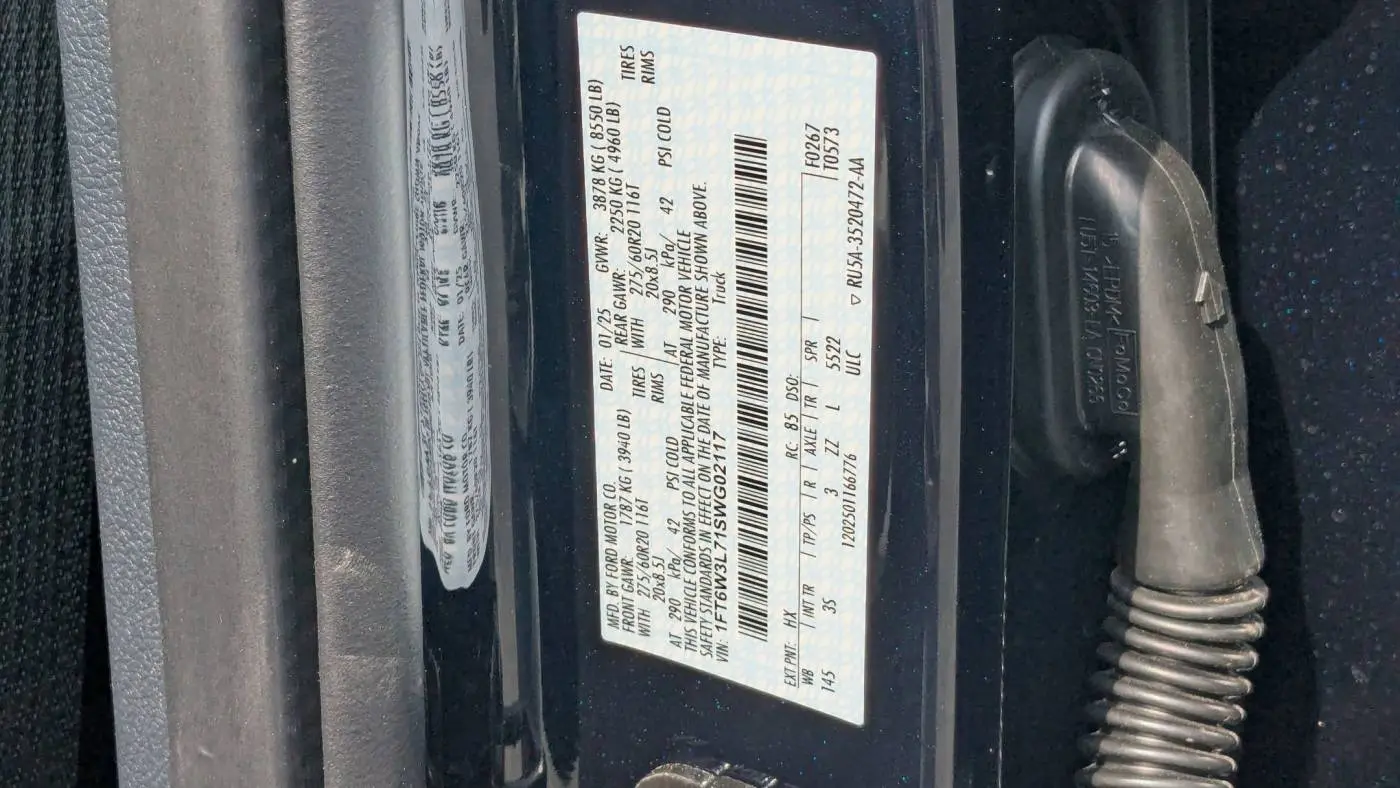 MFD. BY FORD MOTOR CO.
DATE: 01/25 GVWR: 3878 KG ( 8550 LB)
FRONT GAWR: 1787 KG ( 3940 LB)
REAR GAWR: 2250 KG ( 4960 LB)
WITH 275/60R20 116T TIRES
WITH 275/60R20 116T TIRES
20x8.5J RIMS
20x8.5J RIMS
AT 290 kPa/ 42 PSI COLD
AT 290 kPa/ 42 PSI COLD
THIS VEHICLE CONFORMS TO ALL APPLICABLE FEDERAL MOTOR VEHICLE
SAFETY STANDARDS IN EFFECT ON THE DATE OF MANUFACTURE SHOWN ABOVE.
VIN: 1FT6W3L71SWG02117 TYPE: Truck
EXT PNT: HX RC: 85 DSO:
F0267
WB INT TR TP/PS R AXLE TR SPR
T0573
145 3S 3 ZZ L 5522
120250116776 ULC
▽ RU5A-3520472-AA
FoMoCo